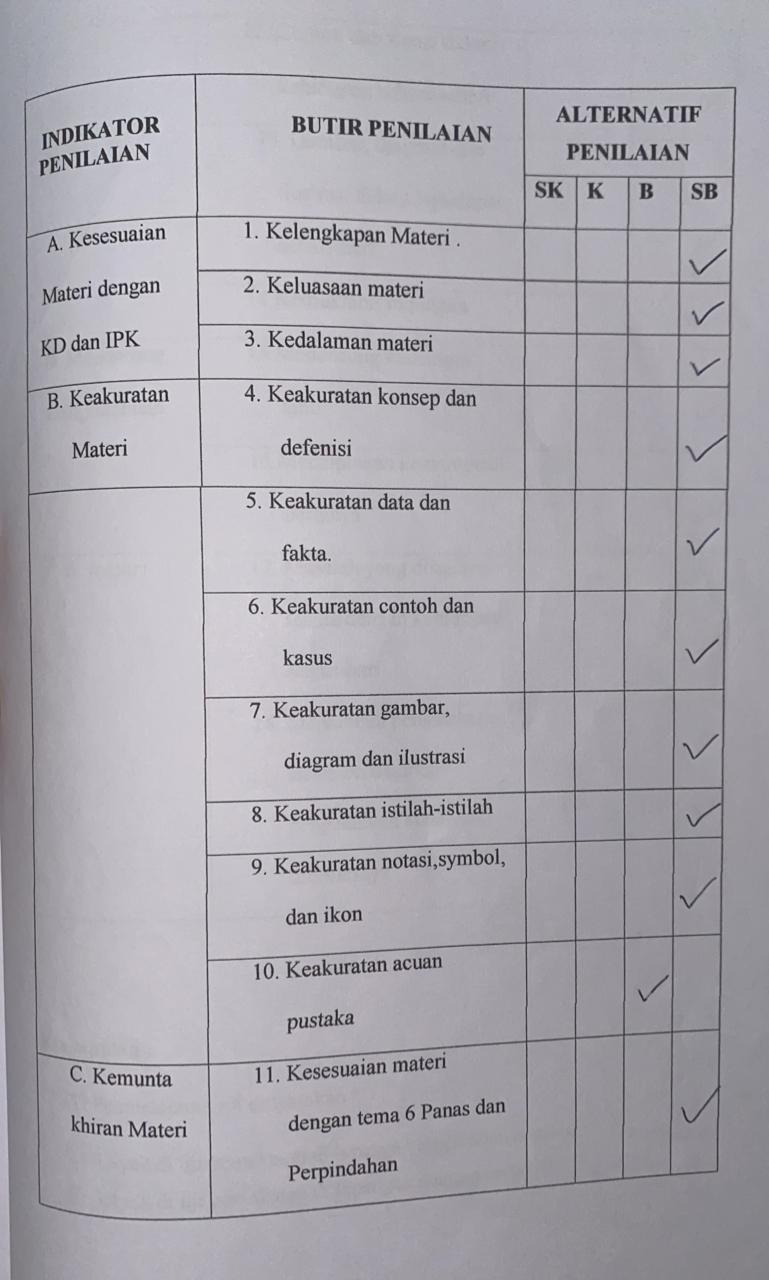 INDIKATOR
PENILAIAN
BUTIR PENILAIAN
ALTERNATIF
PENILAIAN
SK K B SB
A. Kesesuaian
Materi dengan
KD dan IPK
1. Kelengkapan Materi .
✓
2. Keluasaan materi
✓
3. Kedalaman materi
✓
B. Keakuratan
Materi
4. Keakuratan konsep dan
defenisi
✓
5. Keakuratan data dan
fakta.
✓
6. Keakuratan contoh dan
kasus
✓
7. Keakuratan gambar,
diagram dan ilustrasi
✓
8. Keakuratan istilah-istilah
✓
9. Keakuratan notasi,symbol,
dan ikon
✓
10. Keakuratan acuan
pustaka
✓
C. Kemunta
khiran Materi
11. Kesesuaian materi
dengan tema 6 Panas dan
Perpindahan
✓